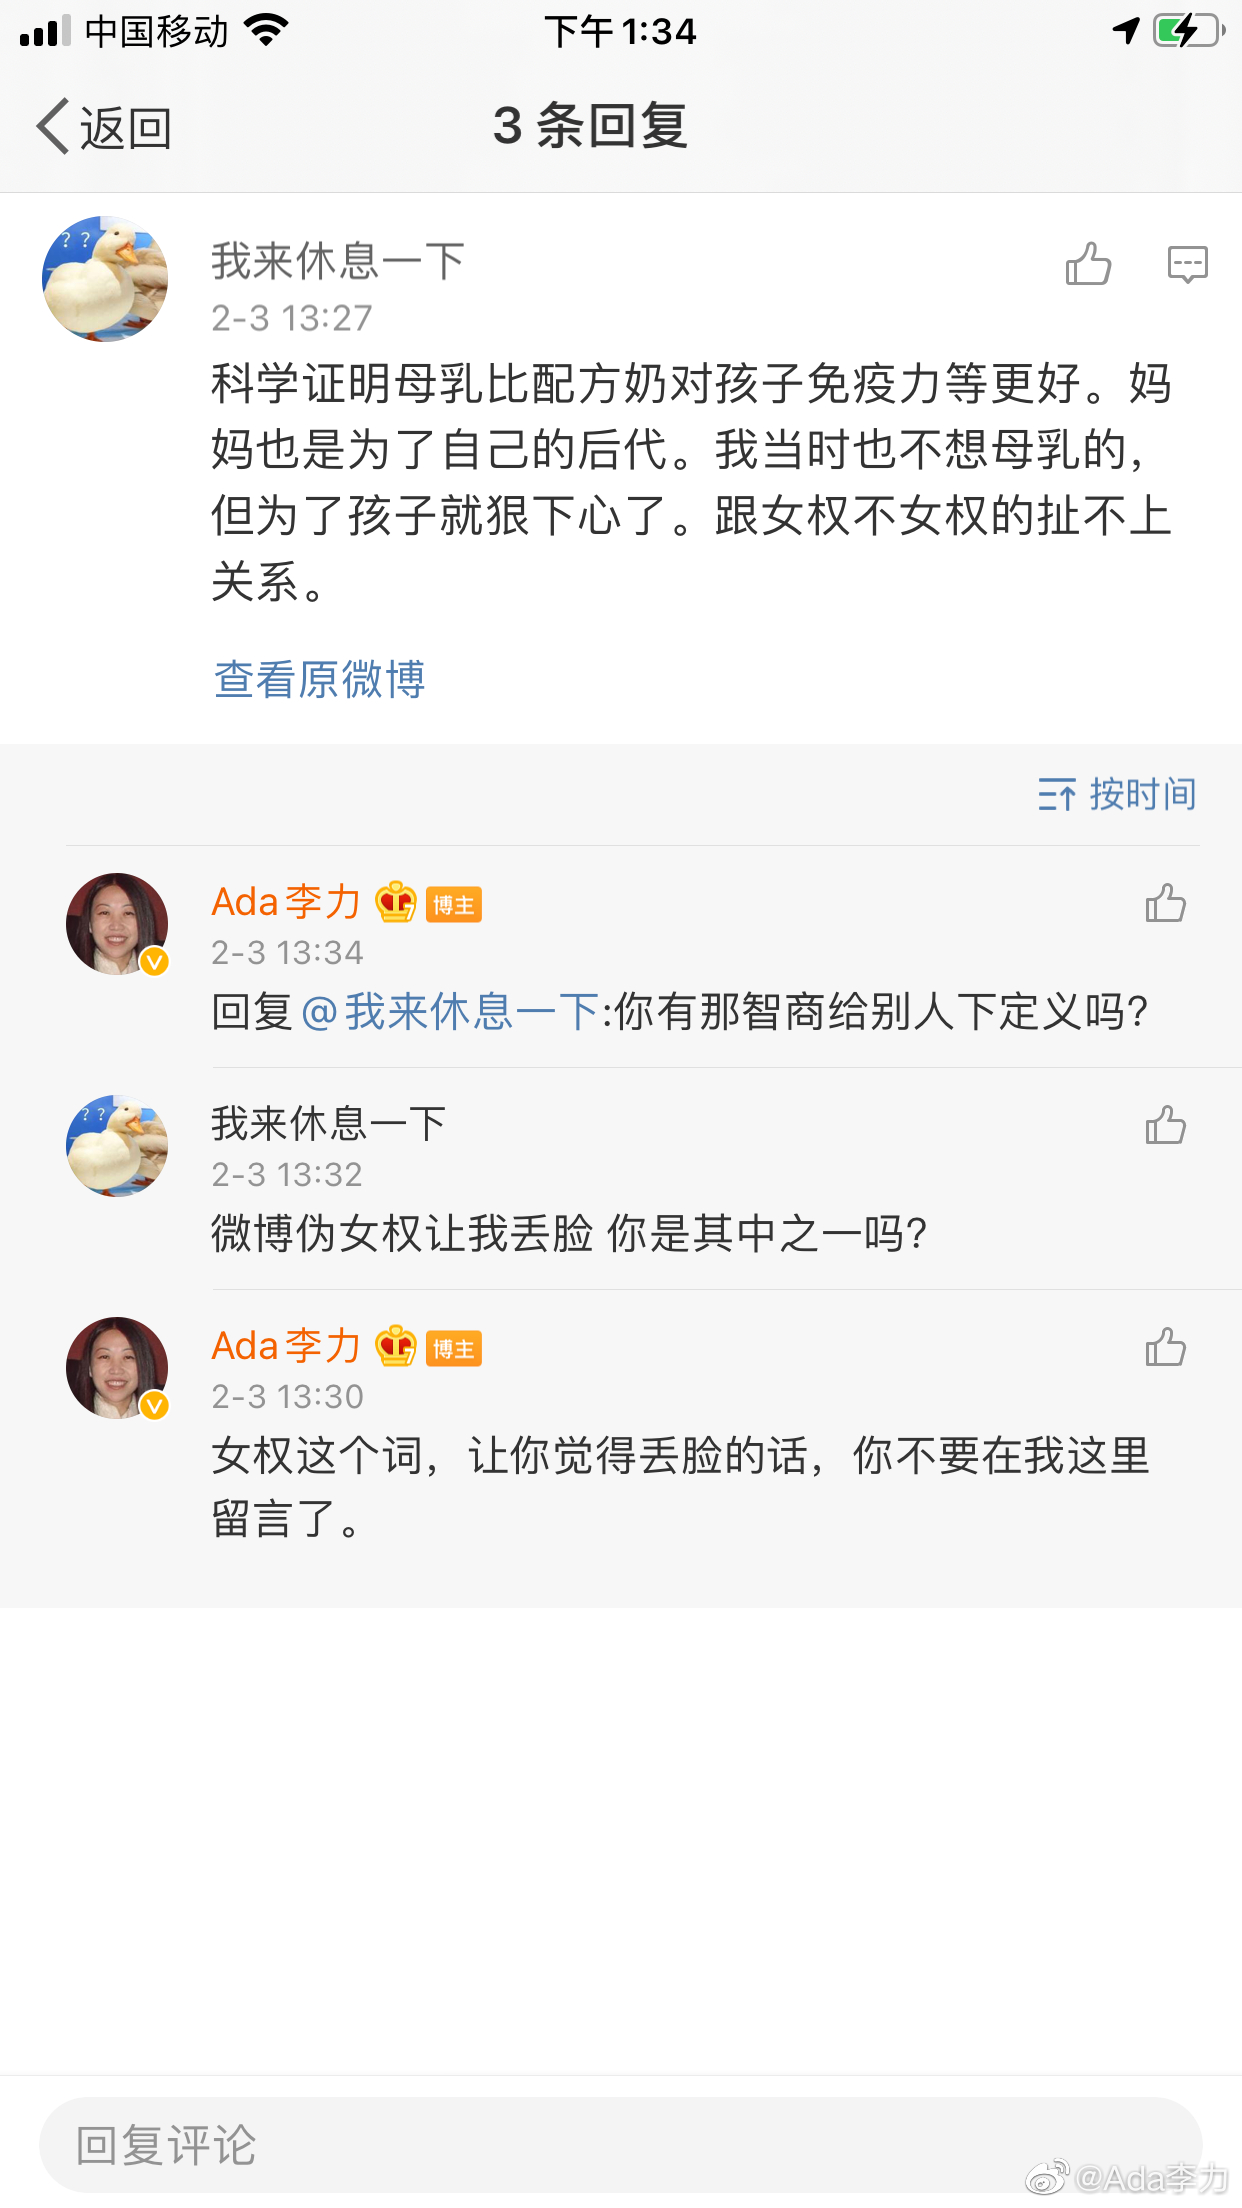 中国移动
下午1:34
返回
3 条回复
? ?
我来休息一下
2-3 13:27
科学证明母乳比配方奶对孩子免疫力等更好。妈
妈也是为了自己的后代。我当时也不想母乳的，
但为了孩子就狠下心了。跟女权不女权的扯不上
关系。
查看原微博
按时间
Ada李力 博主
2-3 13:34
回复@我来休息一下:你有那智商给别人下定义吗?
? ?
我来休息一下
2-3 13:32
微博伪女权让我丢脸 你是其中之一吗?
Ada李力 博主
2-3 13:30
女权这个词，让你觉得丢脸的话，你不要在我这里
留言了。
回复评论
@Ada李力